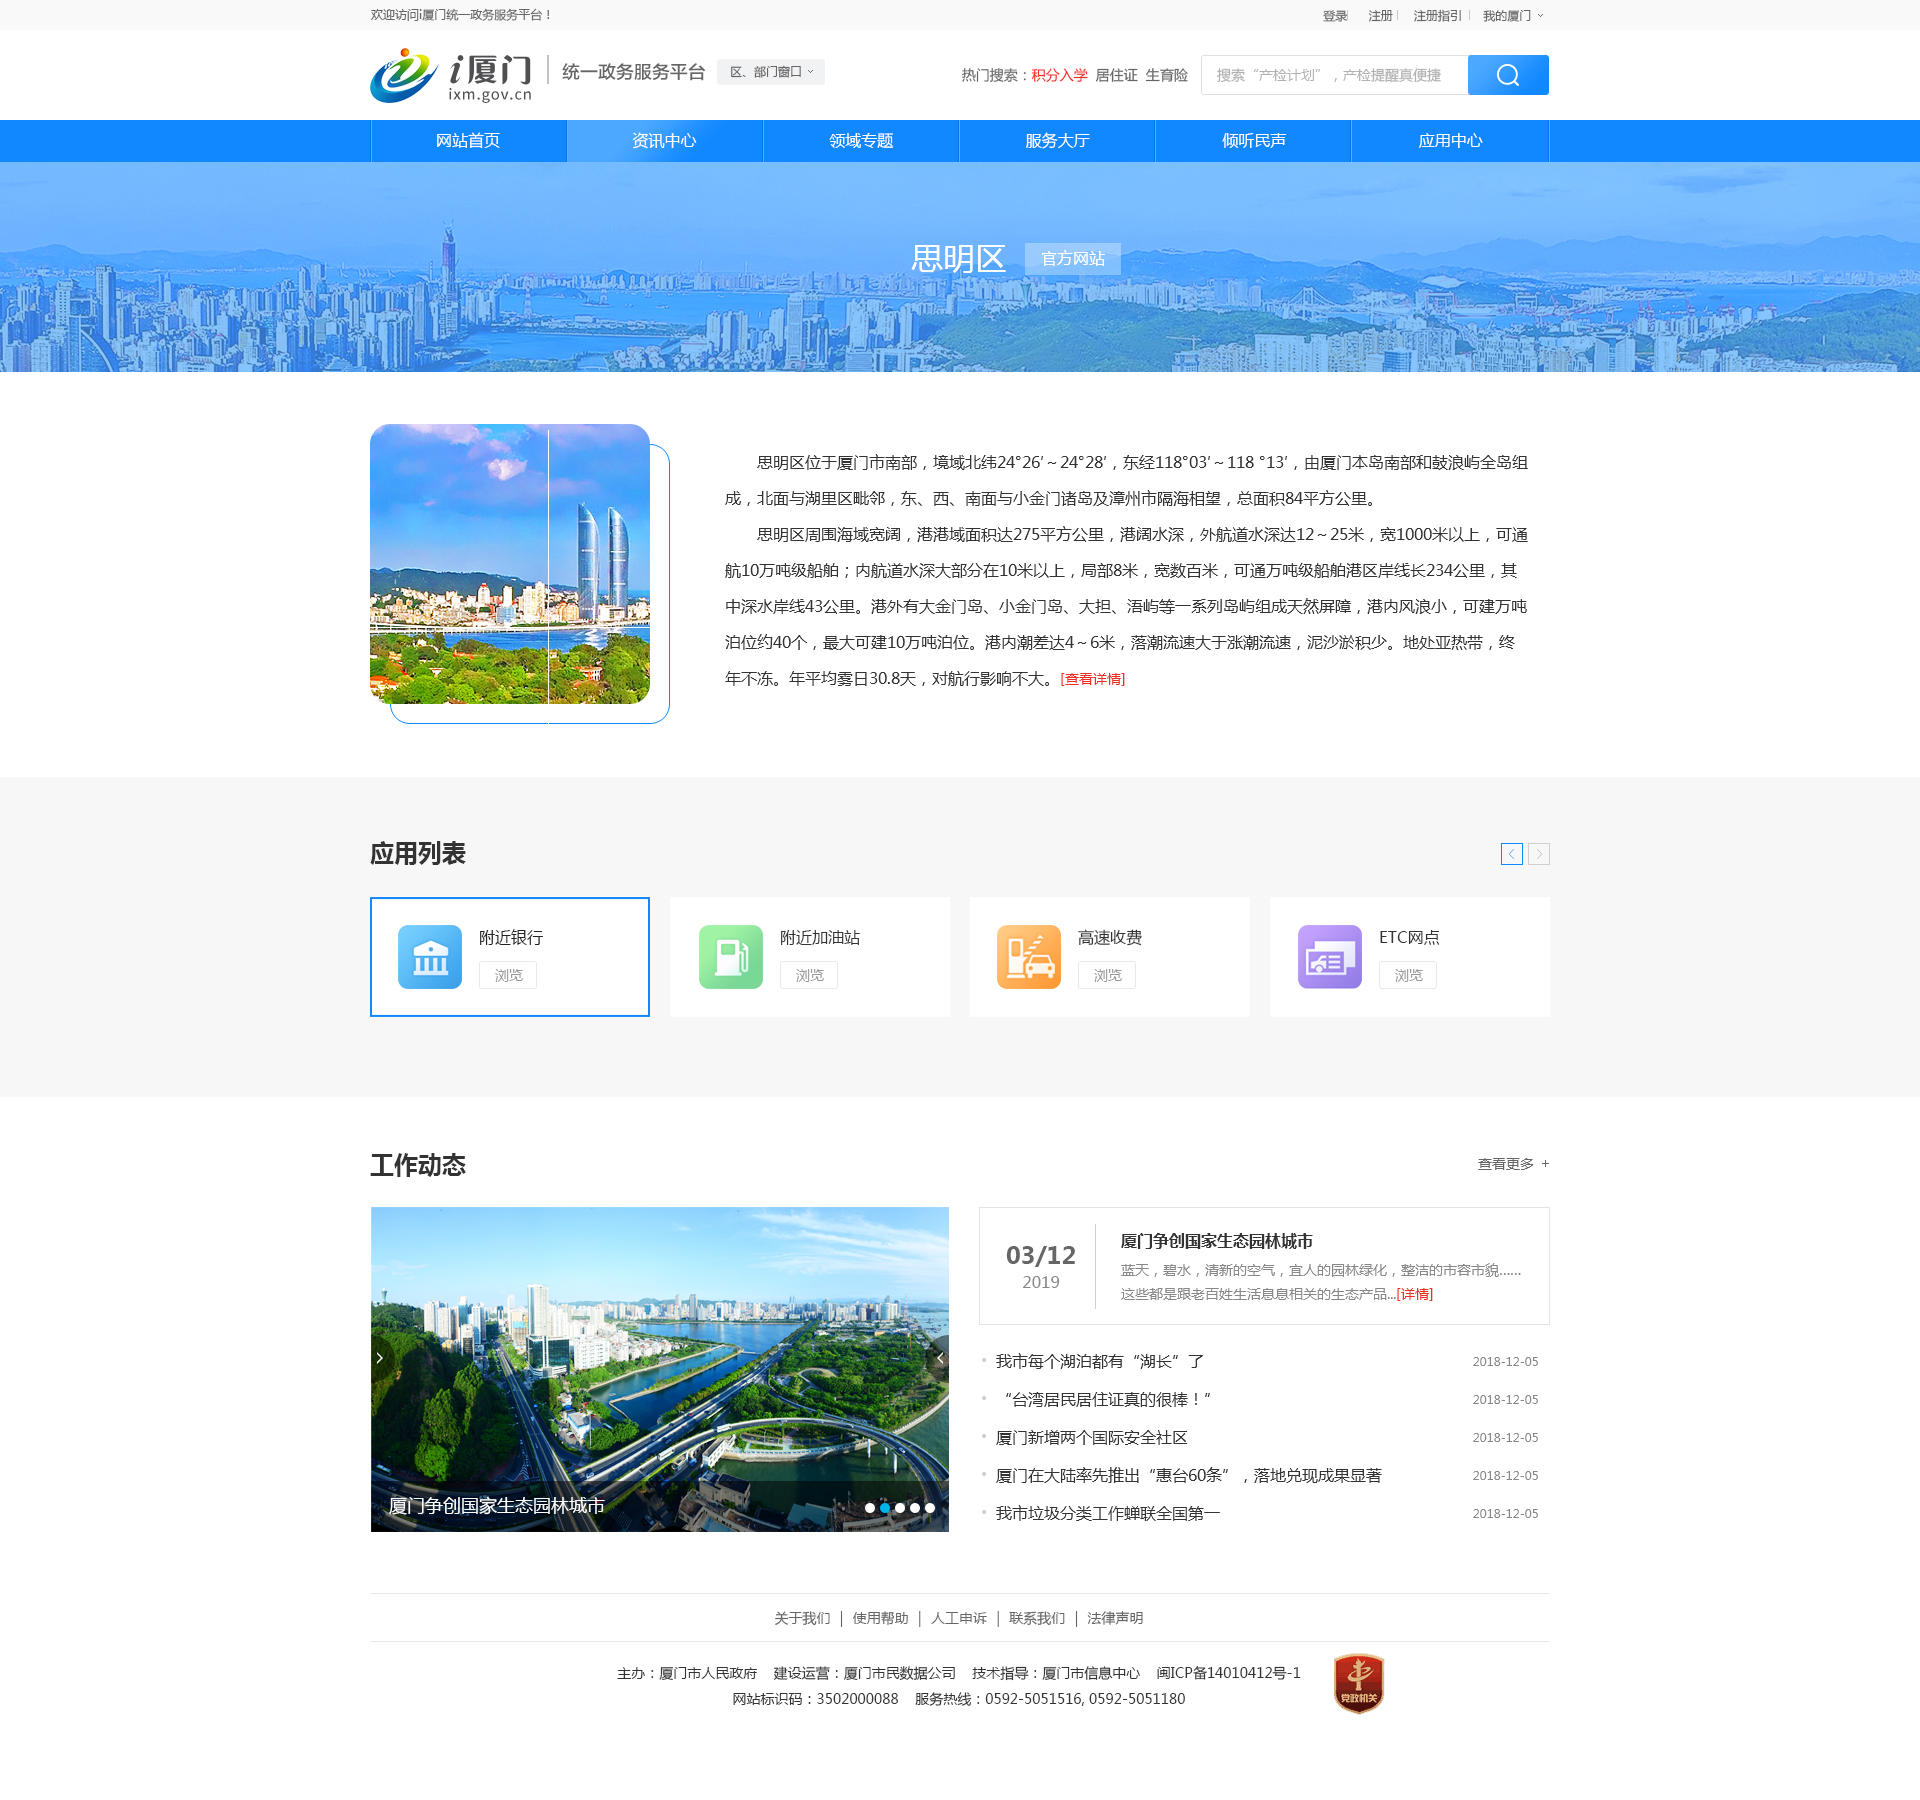 欢迎访问i厦门统一政务服务平台！
登录 注册 注册指引 我的厦门
i厦门
ixm.gov.cn
统一政务服务平台
区、部门窗口
热门搜索：积分入学 居住证 生育险
搜索“产检计划”，产检提醒真便捷
网站首页 资讯中心 领域专题 服务大厅 倾听民声 应用中心
思明区 官方网站
思明区位于厦门市南部，境域北纬24°26′～24°28′，东经118°03′～118 °13′，由厦门本岛南部和鼓浪屿全岛组
成，北面与湖里区毗邻，东、西、南面与小金门诸岛及漳州市隔海相望，总面积84平方公里。
思明区周围海域宽阔，港港域面积达275平方公里，港阔水深，外航道水深达12～25米，宽1000米以上，可通
航10万吨级船舶；内航道水深大部分在10米以上，局部8米，宽数百米，可通万吨级船舶港区岸线长234公里，其
中深水岸线43公里。港外有大金门岛、小金门岛、大担、浯屿等一系列岛屿组成天然屏障，港内风浪小，可建万吨
泊位约40个，最大可建10万吨泊位。港内潮差达4～6米，落潮流速大于涨潮流速，泥沙淤积少。地处亚热带，终
年不冻。年平均雾日30.8天，对航行影响不大。[查看详情]
应用列表
附近银行
浏览
附近加油站
浏览
高速收费
浏览
ETC网点
浏览
工作动态
查看更多 +
厦门争创国家生态园林城市
03/12
2019
厦门争创国家生态园林城市
蓝天，碧水，清新的空气，宜人的园林绿化，整洁的市容市貌……
这些都是跟老百姓生活息息相关的生态产品...[详情]
我市每个湖泊都有“湖长”了 2018-12-05
“台湾居民居住证真的很棒！” 2018-12-05
厦门新增两个国际安全社区 2018-12-05
厦门在大陆率先推出“惠台60条”，落地兑现成果显著 2018-12-05
我市垃圾分类工作蝉联全国第一 2018-12-05
关于我们 | 使用帮助 | 人工申诉 | 联系我们 | 法律声明
主办：厦门市人民政府 建设运营：厦门市民数据公司 技术指导：厦门市信息中心 闽ICP备14010412号-1
网站标识码：3502000088 服务热线：0592-5051516, 0592-5051180
党政机关